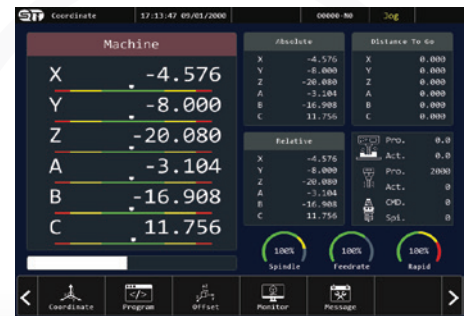 Coordinate 17:13:47 09/01/2000 00000-N0 Jog
Machine
X -4.576
Y -8.000
Z -20.080
A -3.104
B -16.908
C 11.756
Absolute
X -4.576
Y -8.000
Z -20.080
A -3.104
B -16.908
C 11.756
Distance To Go
X 0.000
Y 0.000
Z 0.000
A 0.000
B 0.000
C 0.000
Relative
X -4.576
Y -8.000
Z -20.080
A -3.104
B -16.908
C 11.756
Pro. 0.0
Act. 0.0
Pro. 2000
Act. 0
CMD. 0
Spi. 0
100% 100% 100%
Spindle Feedrate Rapid
Coordinate Program Offset Monitor Message